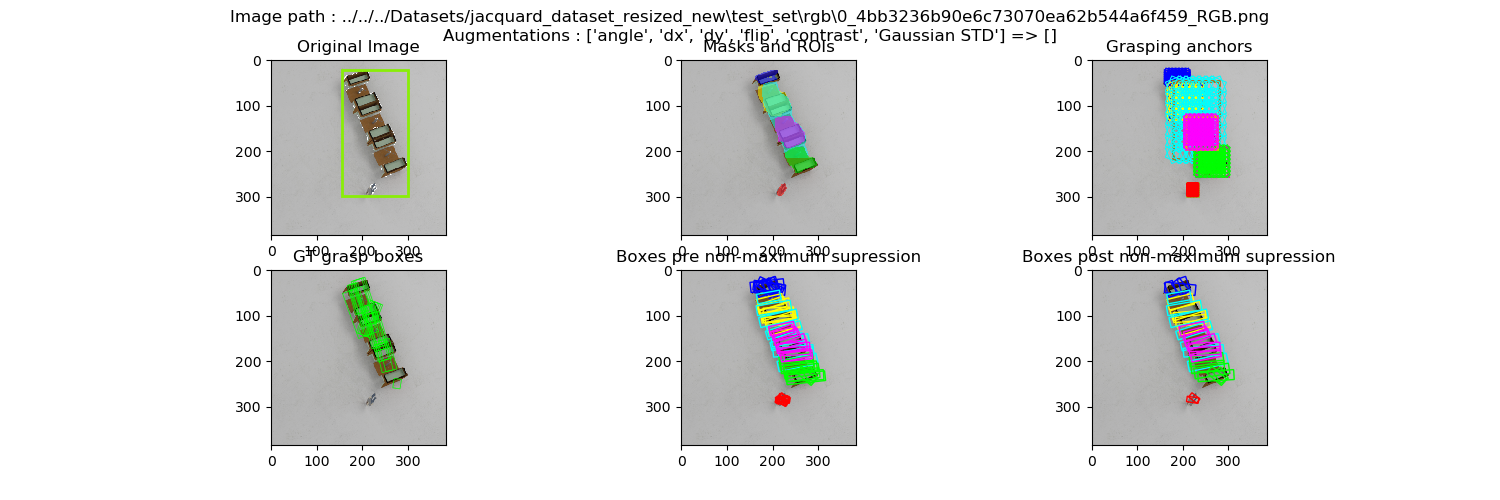 Image path : ../../../Datasets/jacquard_dataset_resized_new\test_set\rgb\0_4bb3236b90e6c73070ea62b544a6f459_RGB.png
Augmentations : ['angle', 'dx', 'dy', 'flip', 'contrast', 'Gaussian STD'] => []
Original Image
Masks and ROIs
Grasping anchors
0 100 200 300
0 100 200 300
0 100 200 300
0 100 200 300
0 100 200 300
0 100 200 300
GT grasp boxes
Boxes pre non-maximum supression
Boxes post non-maximum supression
0 100 200 300
0 100 200 300
0 100 200 300
0 100 200 300
0 100 200 300
0 100 200 300